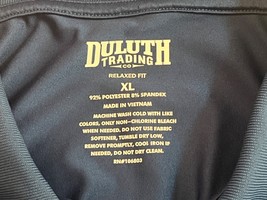 DULUTH
TRADING
CO
RELAXED FIT
XL
92% POLYESTER 8% SPANDEX
MADE IN VIETNAM
MACHINE WASH COLD WITH LIKE
COLORS, ONLY NON-CHLORINE BLEACH
WHEN NEEDED. DO NOT USE FABRIC
SOFTENER, TUMBLE DRY LOW,
REMOVE PROMPTLY, COOL IRON IF
NEEDED, DO NOT DRY CLEAN.
RN#106803